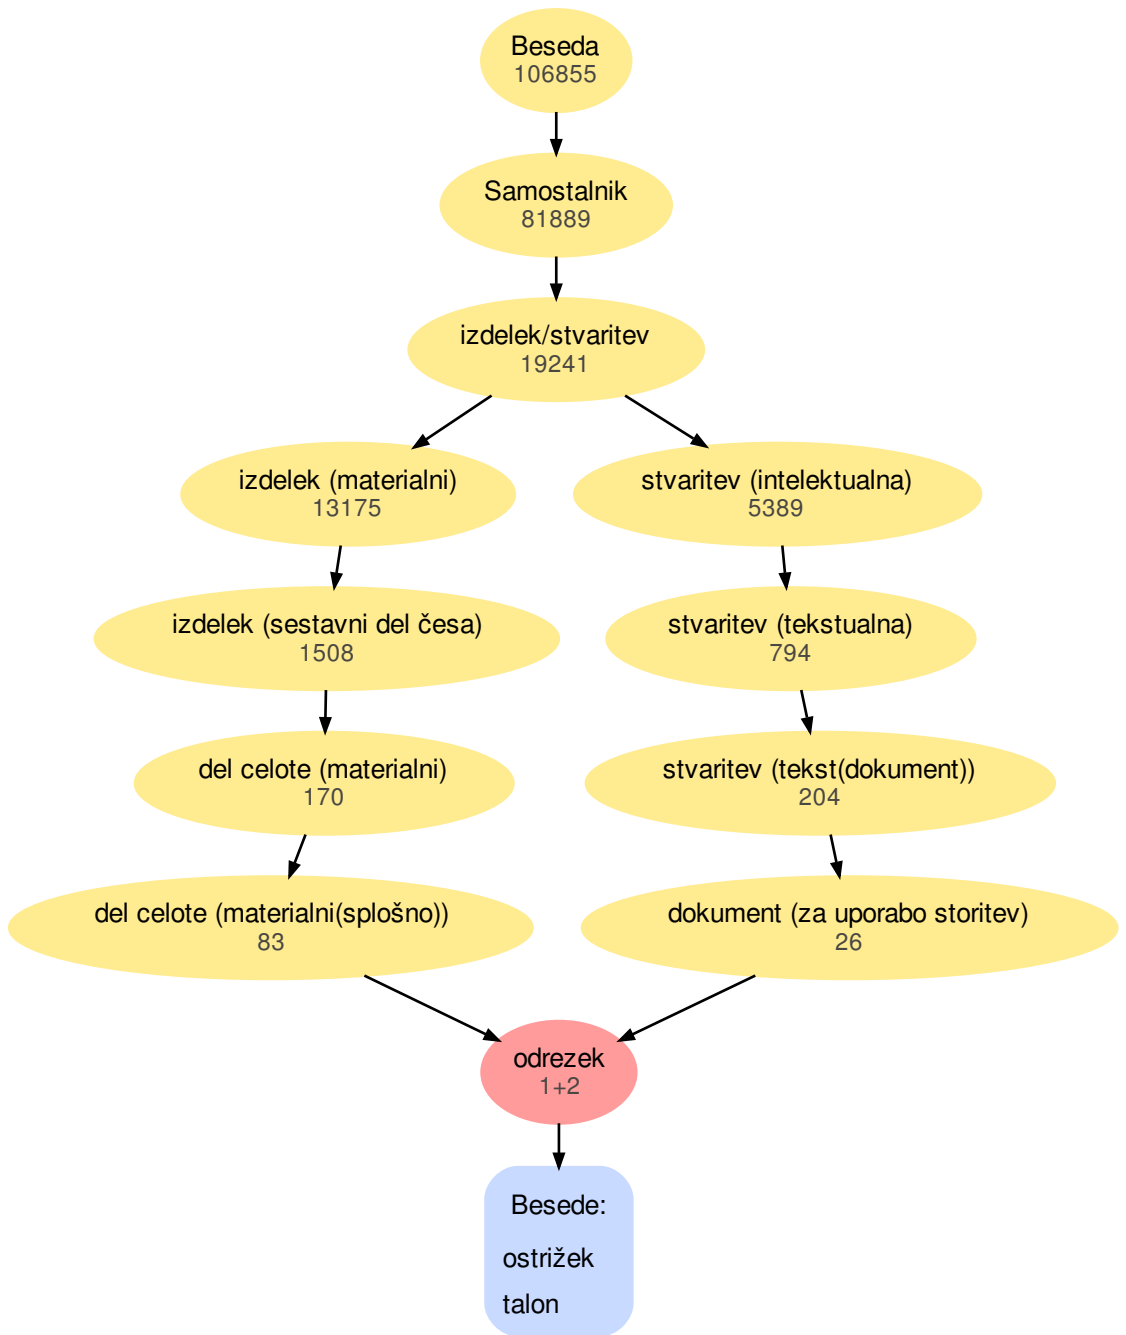 Beseda
106855
Samostalnik
81889
izdelek/stvaritev
19241
izdelek (materialni)
13175
stvaritev (intelektualna)
5389
izdelek (sestavni del česa)
1508
stvaritev (tekstualna)
794
del celote (materialni)
170
stvaritev (tekst(dokument))
204
del celote (materialni(splošno))
83
dokument (za uporabo storitev)
26
odrezek
1+2
Besede:
ostrižek
talon